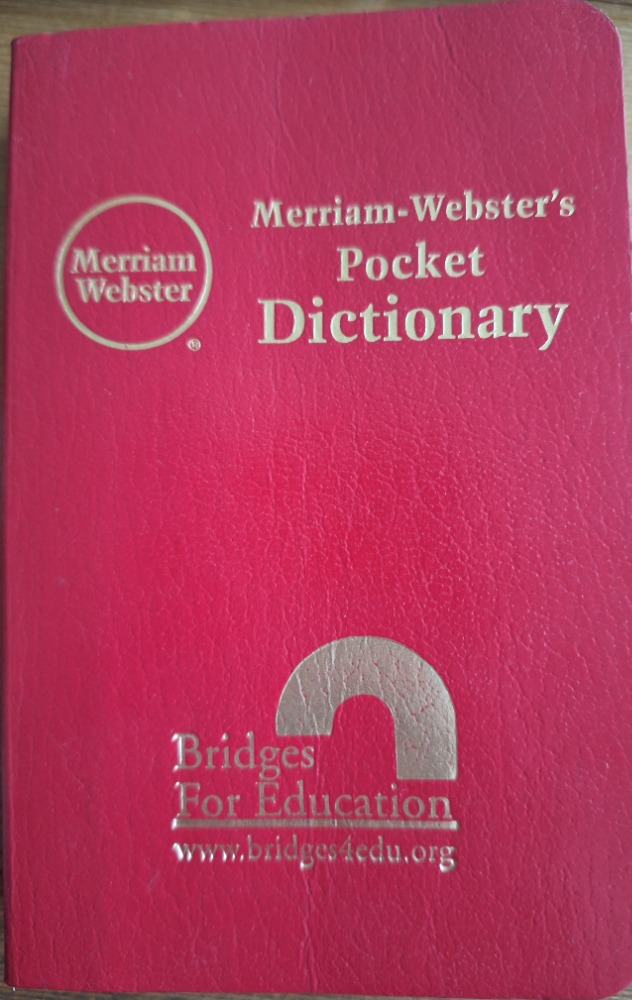 Merriam
Webster
®
Merriam-Webster's
Pocket
Dictionary
Bridges
For Education
www.bridges4edu.org